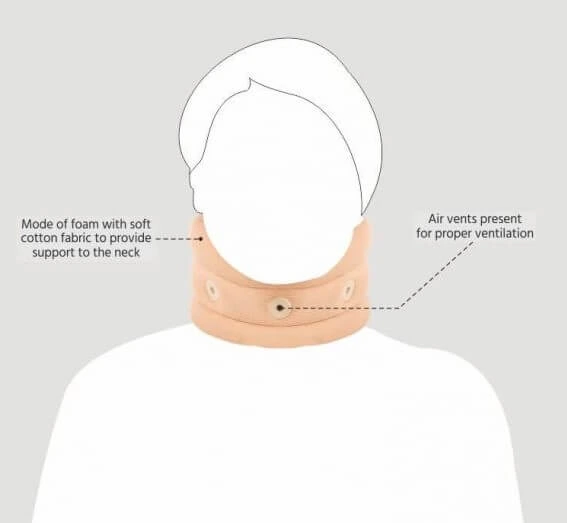 Mode of foam with soft
cotton fabric to provide
support to the neck
Air vents present
for proper ventilation